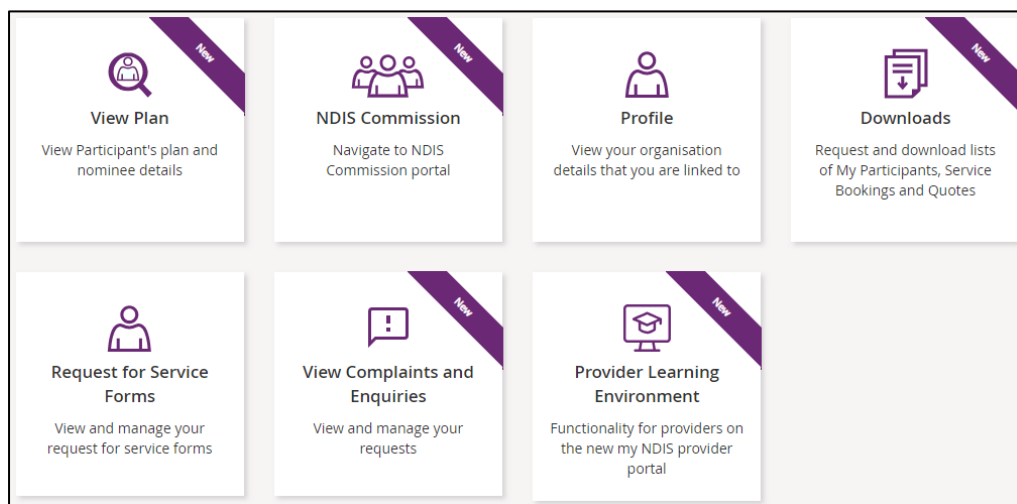 New
View Plan
View Participant's plan and
nominee details
New
NDIS Commission
Navigate to NDIS
Commission portal
Profile
View your organisation
details that you are linked to
New
Downloads
Request and download lists
of My Participants, Service
Bookings and Quotes
Request for Service
Forms
View and manage your
request for service forms
New
View Complaints and
Enquiries
View and manage your
requests
New
Provider Learning
Environment
Functionality for providers on
the new my NDIS provider
portal